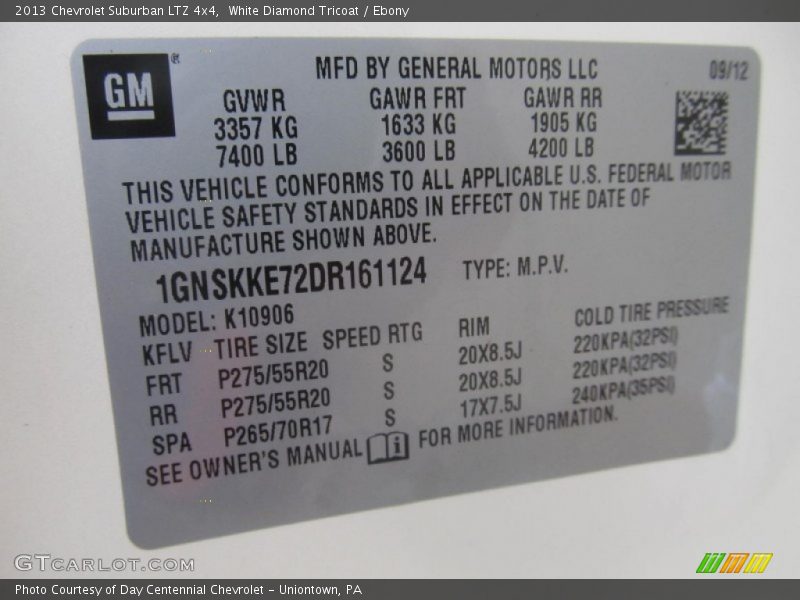 2013 Chevrolet Suburban LTZ 4x4, White Diamond Tricoat / Ebony
GM®
MFD BY GENERAL MOTORS LLC 09/12
GVWR GAWR FRT GAWR RR
3357 KG 1633 KG 1905 KG
7400 LB 3600 LB 4200 LB
THIS VEHICLE CONFORMS TO ALL APPLICABLE U.S. FEDERAL MOTOR
VEHICLE SAFETY STANDARDS IN EFFECT ON THE DATE OF
MANUFACTURE SHOWN ABOVE.
1GNSKKE72DR161124 TYPE: M.P.V.
MODEL: K10906
KFLV TIRE SIZE SPEED RTG RIM COLD TIRE PRESSURE
FRT P275/55R20 S 20X8.5J 220KPA(32PSI)
RR P275/55R20 S 20X8.5J 220KPA(32PSI)
SPA P265/70R17 S 17X7.5J 240KPA(35PSI)
SEE OWNER'S MANUAL i FOR MORE INFORMATION.
GTCARLOT.COM
Photo Courtesy of Day Centennial Chevrolet - Uniontown, PA